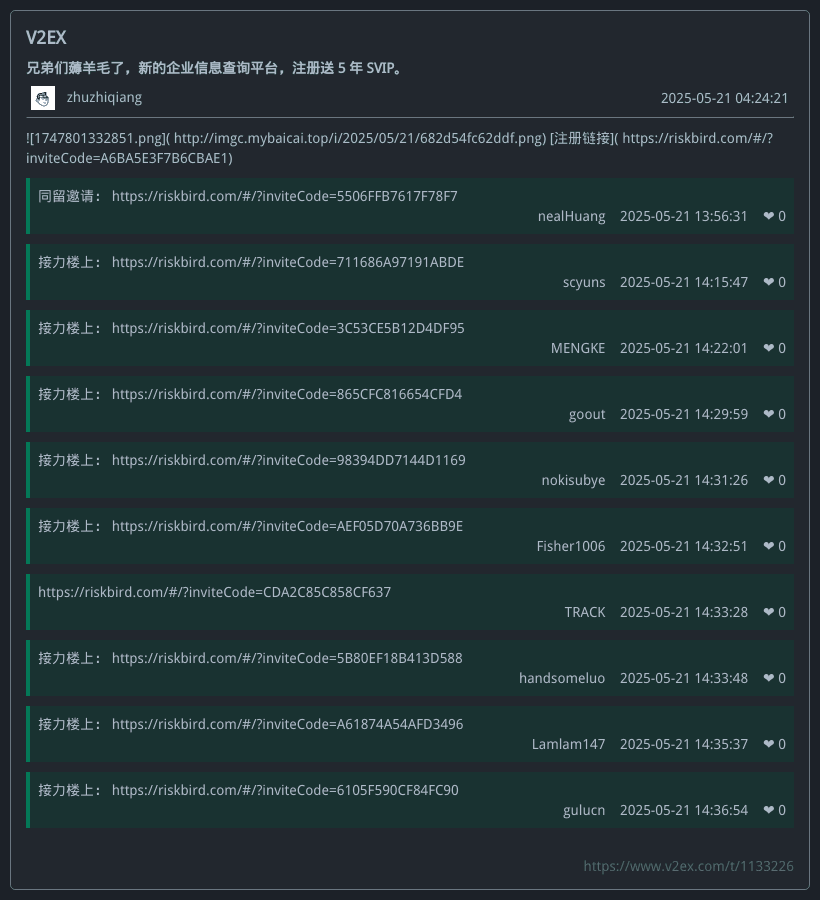 V2EX
兄弟们薅羊毛了，新的企业信息查询平台，注册送 5 年 SVIP。
zhuzhiqiang 2025-05-21 04:24:21
![1747801332851.png]( http://imgc.mybaicai.top/i/2025/05/21/682d54fc62ddf.png) [注册链接]( https://riskbird.com/#/?
inviteCode=A6BA5E3F7B6CBAE1)
同留邀请： https://riskbird.com/#/?inviteCode=5506FFB7617F78F7
nealHuang 2025-05-21 13:56:31 ❤ 0
接力楼上： https://riskbird.com/#/?inviteCode=711686A97191ABDE
scyuns 2025-05-21 14:15:47 ❤ 0
接力楼上： https://riskbird.com/#/?inviteCode=3C53CE5B12D4DF95
MENGKE 2025-05-21 14:22:01 ❤ 0
接力楼上： https://riskbird.com/#/?inviteCode=865CFC816654CFD4
goout 2025-05-21 14:29:59 ❤ 0
接力楼上： https://riskbird.com/#/?inviteCode=98394DD7144D1169
nokisubye 2025-05-21 14:31:26 ❤ 0
接力楼上： https://riskbird.com/#/?inviteCode=AEF05D70A736BB9E
Fisher1006 2025-05-21 14:32:51 ❤ 0
https://riskbird.com/#/?inviteCode=CDA2C85C858CF637
TRACK 2025-05-21 14:33:28 ❤ 0
接力楼上： https://riskbird.com/#/?inviteCode=5B80EF18B413D588
handsomeluo 2025-05-21 14:33:48 ❤ 0
接力楼上： https://riskbird.com/#/?inviteCode=A61874A54AFD3496
Lamlam147 2025-05-21 14:35:37 ❤ 0
接力楼上： https://riskbird.com/#/?inviteCode=6105F590CF84FC90
gulucn 2025-05-21 14:36:54 ❤ 0
https://www.v2ex.com/t/1133226